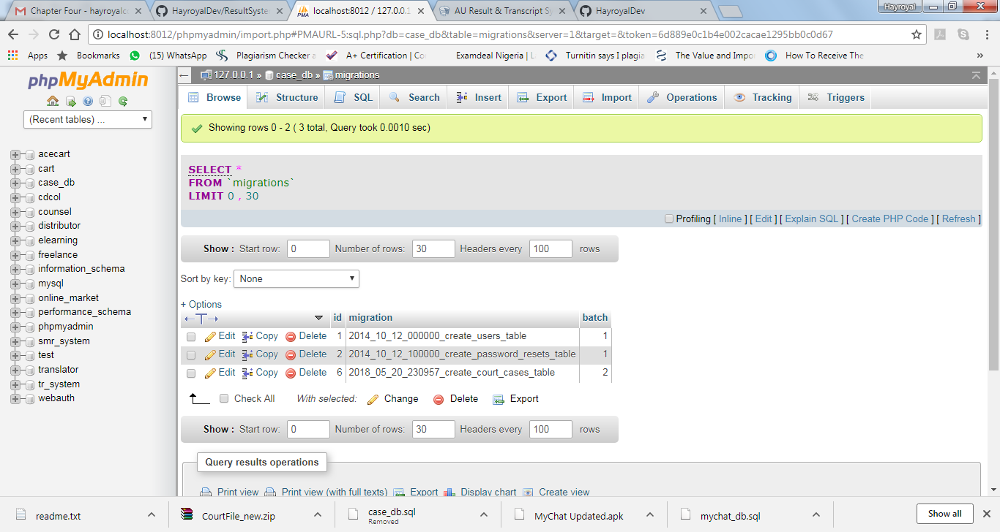 Chapter Four - hayroyalco
HayroyalDev/ResultSystem
localhost:8012 / 127.0.0.1
AU Result & Transcript Sy
HayroyalDev
Hayroyal
localhost:8012/phpmyadmin/import.php#PMAURL-5:sql.php?db=case_db&table=migrations&server=1&target=&token=6d889e0c1b4e002cacae1295bb0c0d67
Apps Bookmarks (15) WhatsApp Plagiarism Checker a A+ Certification | Co Examdeal Nigeria | L Turnitin says I plagia The Value and Impo How To Receive The »
phpMyAdmin
(Recent tables) ...
acecart
cart
case_db
cdcol
counsel
distributor
elearning
freelance
information_schema
mysql
online_market
performance_schema
phpmyadmin
smr_system
test
translator
tr_system
webauth
127.0.0.1 » case_db » migrations
Browse Structure SQL Search Insert Export Import Operations Tracking Triggers
Showing rows 0 - 2 ( 3 total, Query took 0.0010 sec)
SELECT *
FROM `migrations`
LIMIT 0 , 30
Profiling [ Inline ] [ Edit ] [ Explain SQL ] [ Create PHP Code ] [ Refresh ]
Show : Start row: 0 Number of rows: 30 Headers every 100 rows
Sort by key: None
+ Options
id migration batch
Edit Copy Delete 1 2014_10_12_000000_create_users_table 1
Edit Copy Delete 2 2014_10_12_100000_create_password_resets_table 1
Edit Copy Delete 6 2018_05_20_230957_create_court_cases_table 2
Check All With selected: Change Delete Export
Show : Start row: 0 Number of rows: 30 Headers every 100 rows
Query results operations
Print view Print view (with full texts) Export Display chart Create view
readme.txt
CourtFile_new.zip
case_db.sql
Removed
MyChat Updated.apk
mychat_db.sql
Show all